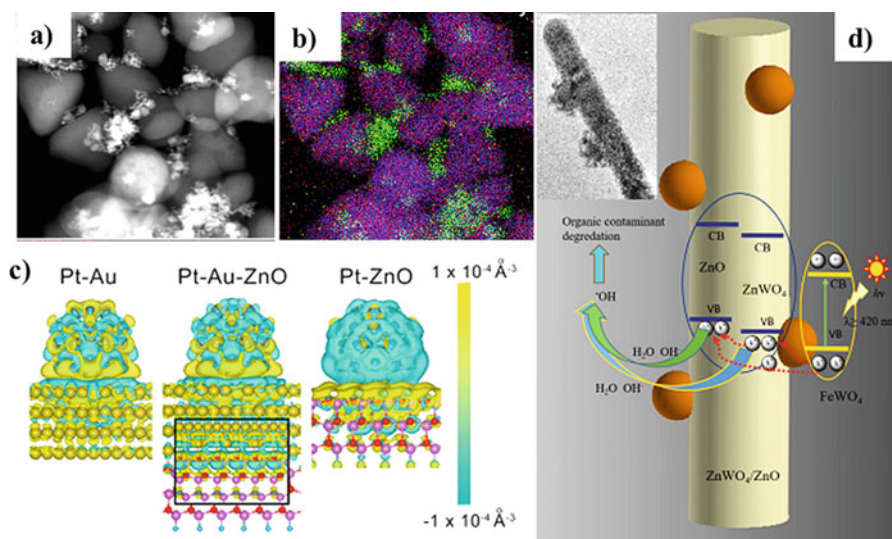 a)
b)
c)
Pt-Au
Pt-Au-ZnO
Pt-ZnO
1 x 10⁻⁴ Å⁻³
-1 x 10⁻⁴ Å⁻³
d)
Organic contaminant
degredation
•OH
CB
ZnO
VB
CB
ZnWO₄
VB
H₂O OH⁻
H₂O OH⁻
CB
hv
λ≥ 420 nm
VB
FeWO₄
ZnWO₄/ZnO